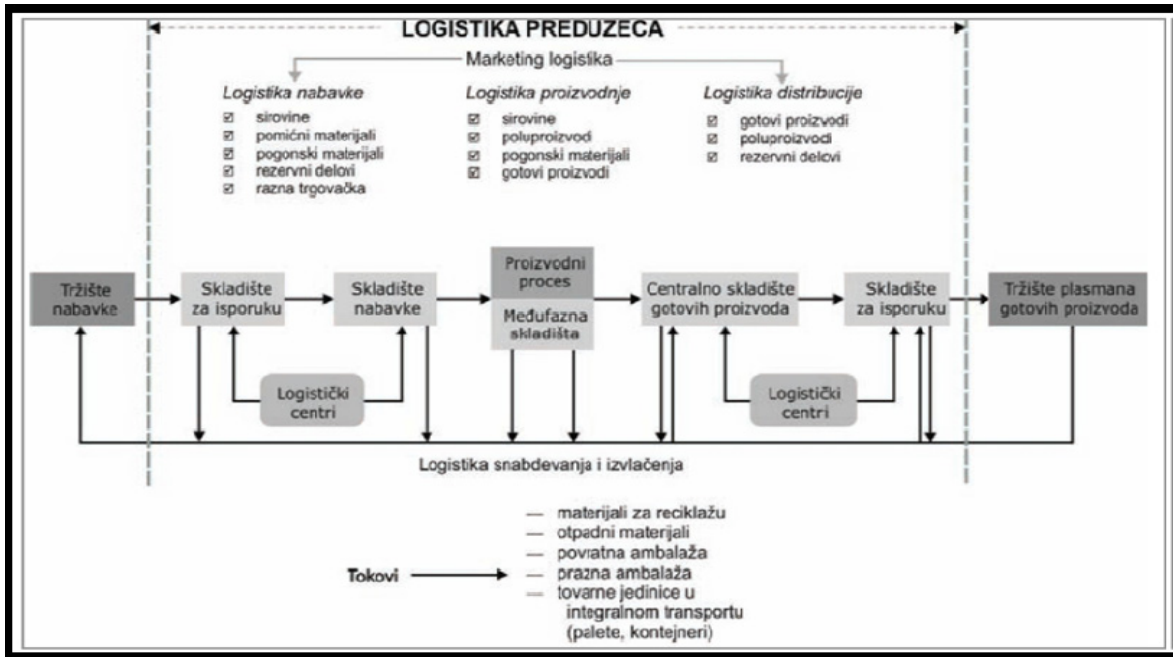 LOGISTIKA PREDUZECA
Marketing logistika
Logistika nabavke
sirovine
pomićni materijali
pogonski materijali
rezervni delovi
razna trgovačka
Logistika proizvodnje
sirovine
poluproizvodi
pogonski materijali
gotovi proizvodi
Logistika distribucije
gotovi proizvodi
poluproizvodi
rezervni delovi
Tržište
nabavke
Skladište
za isporuku
Skladište
nabavke
Proizvodni
proces
Međufazna
skladišta
Centralno skladište
gotovih proizvoda
Skladište
za isporuku
Tržište plasmana
gotovih proizvoda
Logistički
centri
Logistički
centri
Logistika snabdevanja i izvlačenja
Tokovi
— materijali za reciklažu
— otpadni materijali
— povratna ambalaža
— prazna ambalaža
— tovarne jedinice u
integralnom transportu
(palete, kontejneri)